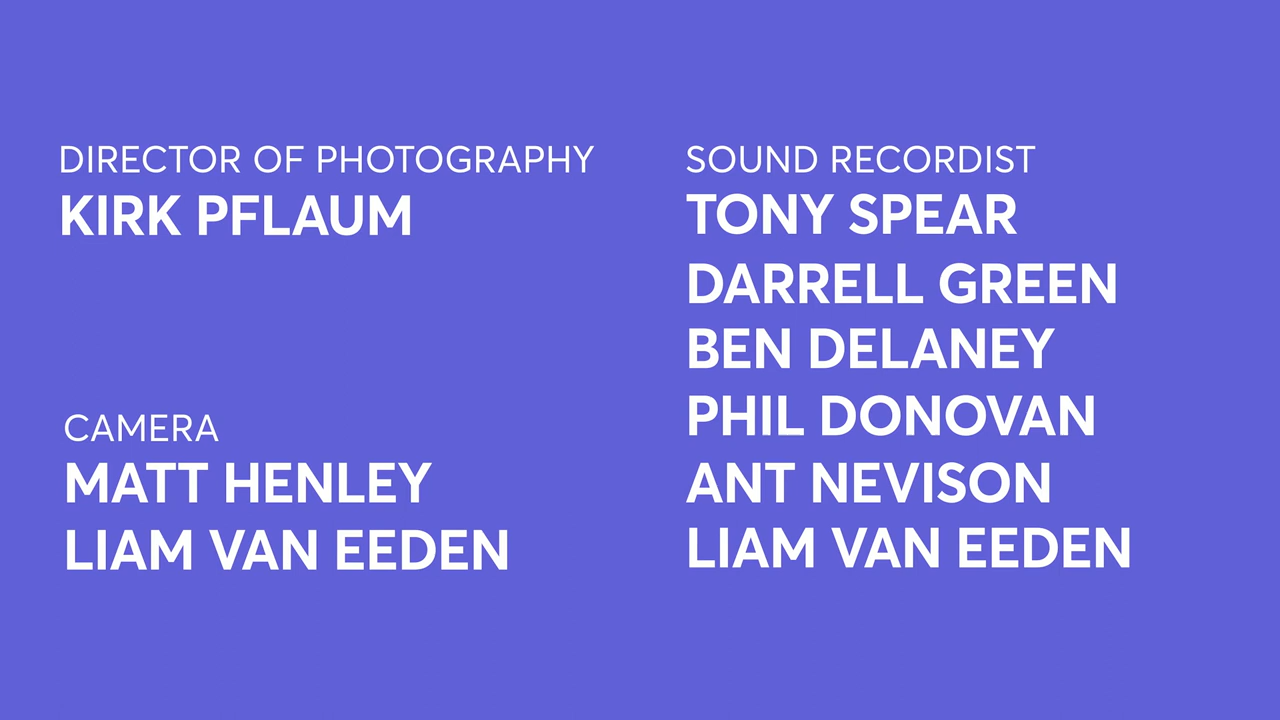 DIRECTOR OF PHOTOGRAPHY
KIRK PFLAUM
CAMERA
MATT HENLEY
LIAM VAN EEDEN
SOUND RECORDIST
TONY SPEAR
DARRELL GREEN
BEN DELANEY
PHIL DONOVAN
ANT NEVISON
LIAM VAN EEDEN